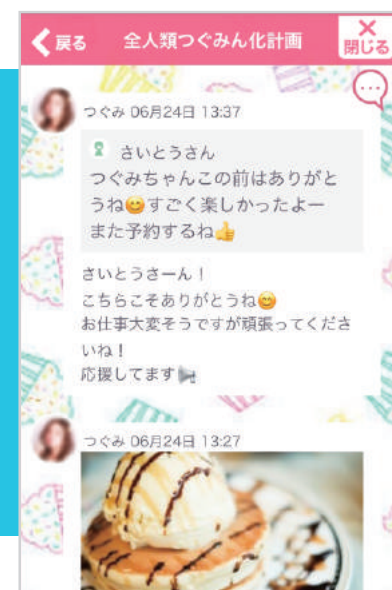 戻る
全人類つぐみん化計画
閉じる
つぐみ 06月24日 13:37
さいとうさん
つぐみちゃんこの前はありがと
うね😊すごく楽しかったよー
また予約するね👍
さいとうさーん！
こちらこそありがとうね😊
お仕事大変そうですが頑張ってくださ
いね！
応援してます📣
つぐみ 06月24日 13:27